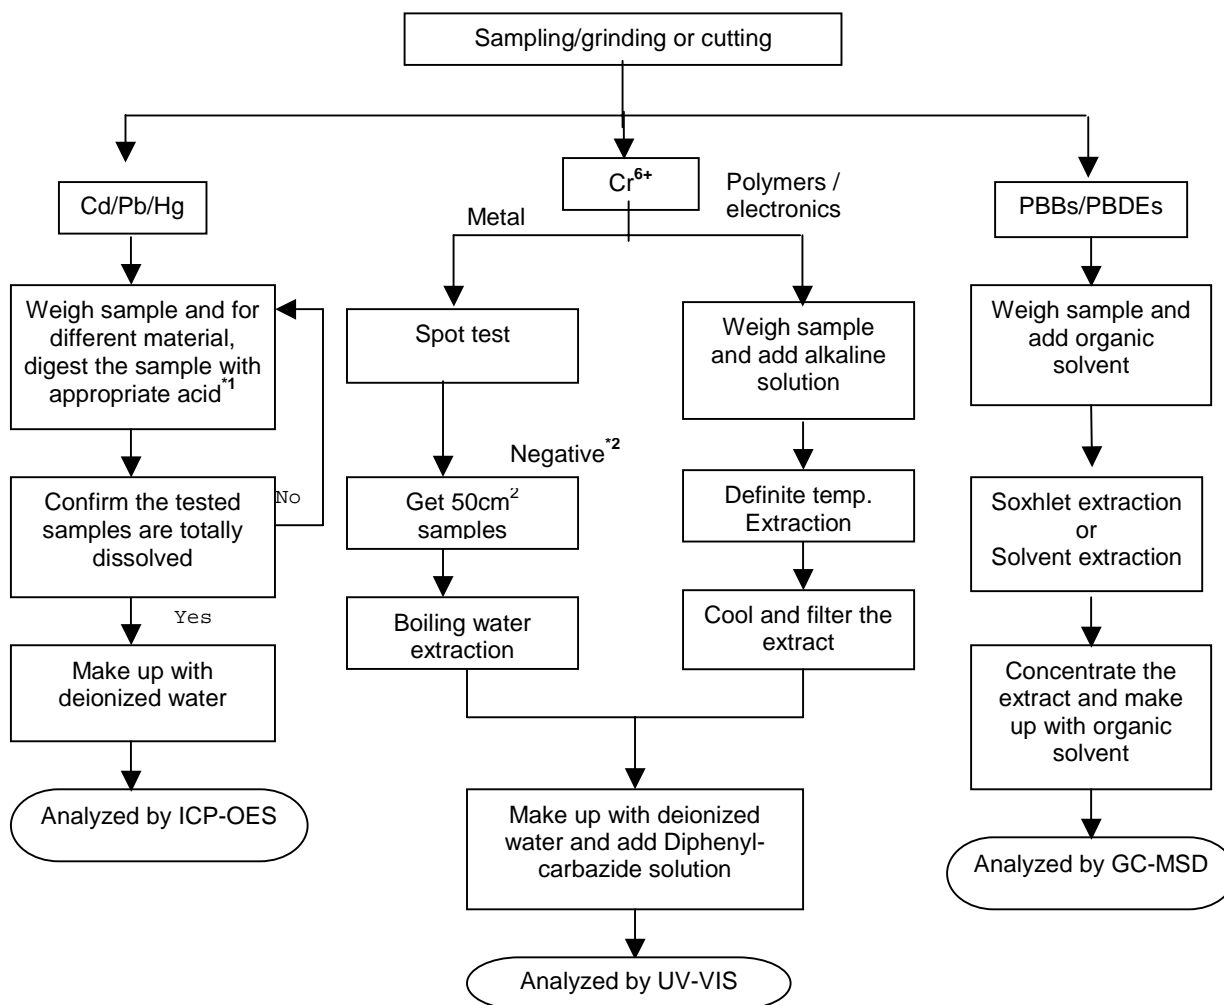 Sampling/grinding or cutting
Cd/Pb/Hg
Cr6+
Metal
Polymers /
electronics
PBBs/PBDEs
Weigh sample and for
different material,
digest the sample with
appropriate acid*1
Confirm the tested
samples are totally
dissolved
No
Yes
Make up with
deionized water
Analyzed by ICP-OES
Spot test
Negative*2
Get 50cm2
samples
Boiling water
extraction
Weigh sample
and add alkaline
solution
Definite temp.
Extraction
Cool and filter the
extract
Make up with deionized
water and add Diphenyl-
carbazide solution
Analyzed by UV-VIS
Weigh sample and
add organic
solvent
Soxhlet extraction
or
Solvent extraction
Concentrate the
extract and make
up with organic
solvent
Analyzed by GC-MSD